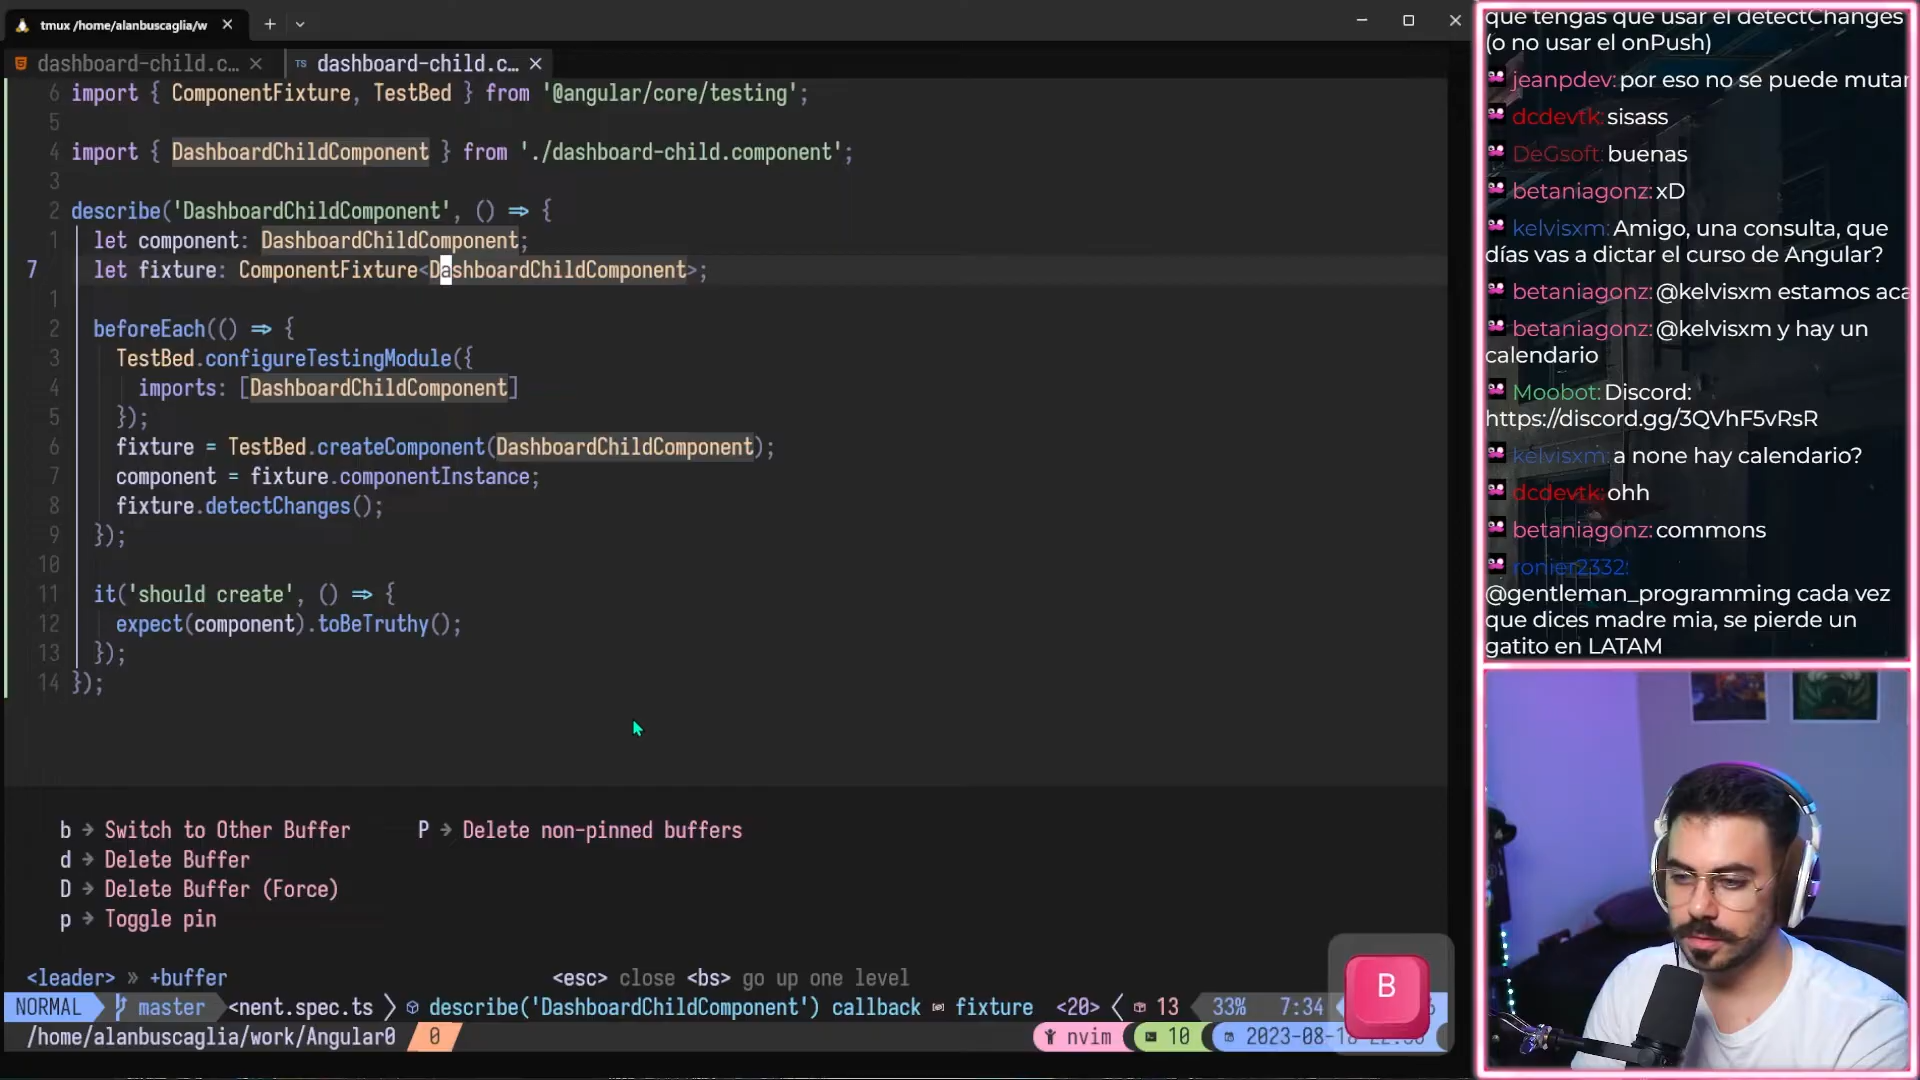 tmux /home/alanbuscaglia/w
dashboard-child.c…
TS dashboard-child.c…
6 import { ComponentFixture, TestBed } from '@angular/core/testing';
5
4 import { DashboardChildComponent } from './dashboard-child.component';
3
2 describe('DashboardChildComponent', () => {
1 let component: DashboardChildComponent;
7 let fixture: ComponentFixture<DashboardChildComponent>;
1
2 beforeEach(() => {
3 TestBed.configureTestingModule({
4 imports: [DashboardChildComponent]
5 });
6 fixture = TestBed.createComponent(DashboardChildComponent);
7 component = fixture.componentInstance;
8 fixture.detectChanges();
9 });
10
11 it('should create', () => {
12 expect(component).toBeTruthy();
13 });
14 });
b → Switch to Other Buffer P → Delete non-pinned buffers
d → Delete Buffer
D → Delete Buffer (Force)
p → Toggle pin
<leader> » +buffer <esc> close <bs> go up one level
NORMAL master <nent.spec.ts describe('DashboardChildComponent') callback fixture <20> 13 33% 7:34
/home/alanbuscaglia/work/Angular0 0 nvim 10
B
que tengas que usar el detectChanges
(o no usar el onPush)
jeanpdev: por eso no se puede mutar
dcdevtk: sisass
DeGsoft: buenas
betaniagonz: xD
kelvisxm: Amigo, una consulta, que
días vas a dictar el curso de Angular?
betaniagonz: @kelvisxm estamos aca
betaniagonz: @kelvisxm y hay un
calendario
Moobot: Discord:
https://discord.gg/3QVhF5vRsR
kelvisxm: a none hay calendario?
dcdevtk: ohh
betaniagonz: commons
ronier2332:
@gentleman_programming cada vez
que dices madre mia, se pierde un
gatito en LATAM